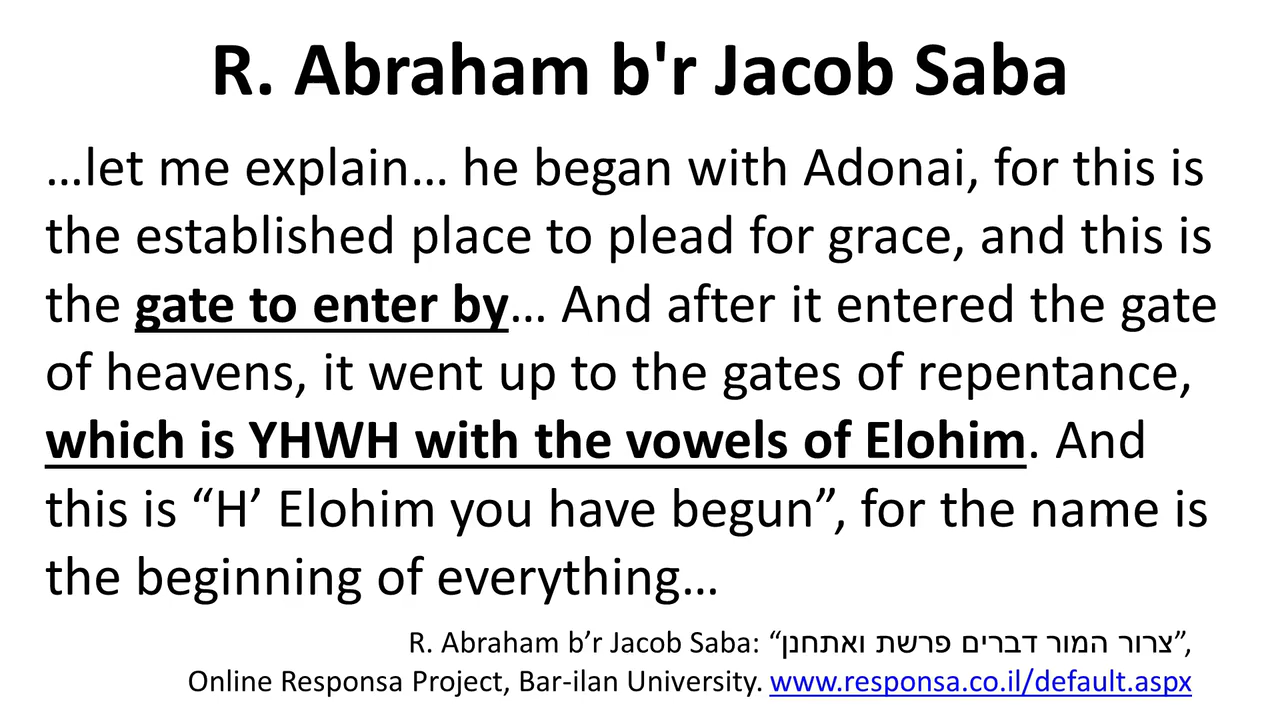 R. Abraham b'r Jacob Saba
…let me explain… he began with Adonai, for this is
the established place to plead for grace, and this is
the gate to enter by… And after it entered the gate
of heavens, it went up to the gates of repentance,
which is YHWH with the vowels of Elohim. And
this is “H’ Elohim you have begun”, for the name is
the beginning of everything…
R. Abraham b’r Jacob Saba: “צרור המור דברים פרשת ואתחנן”,
Online Responsa Project, Bar-ilan University. www.responsa.co.il/default.aspx